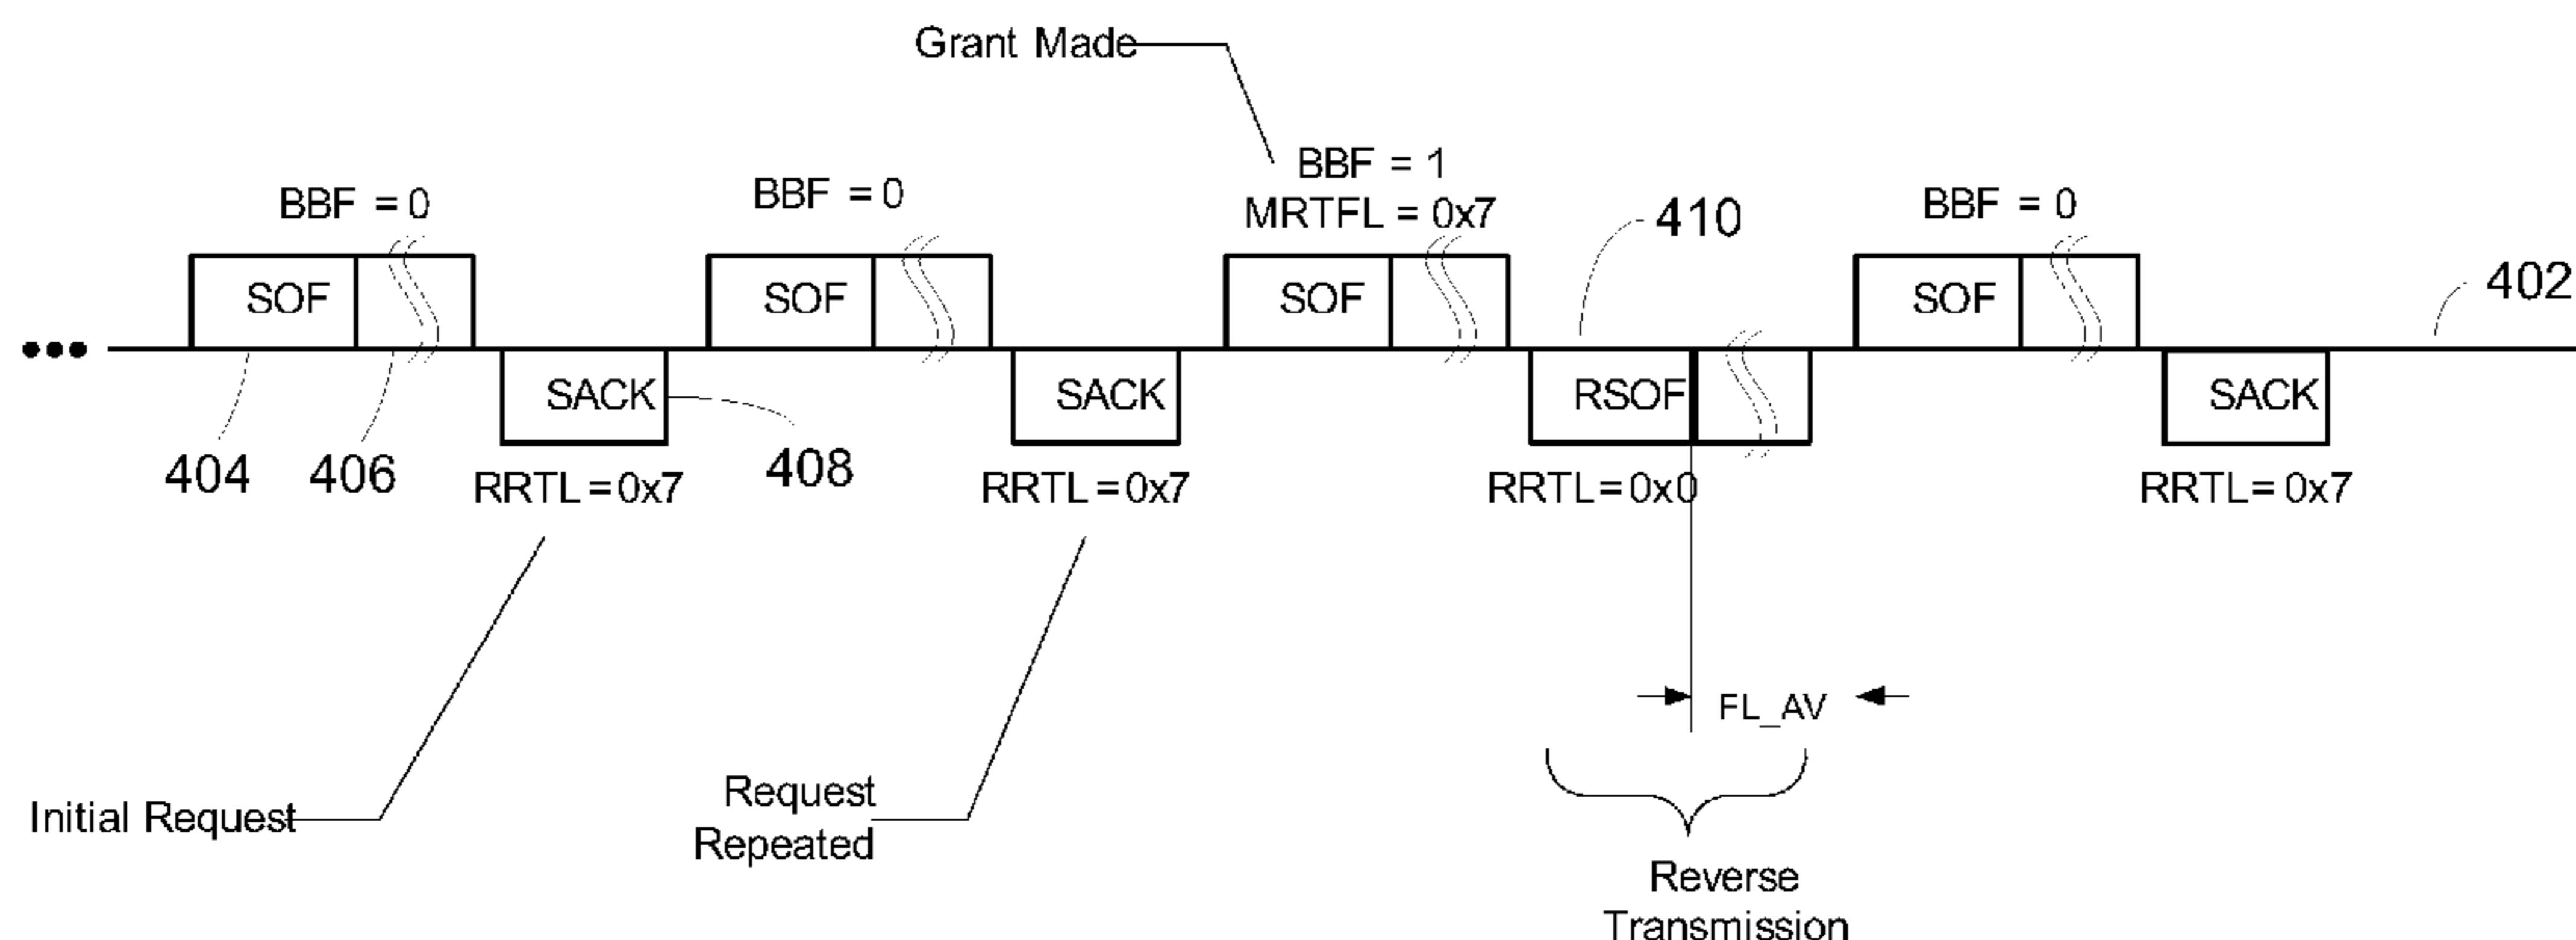 Grant Made
BBF = 1
MRTFL = 0x7
BBF = 0
BBF = 0
BBF = 0
410
402
SOF
SOF
SOF
SOF
SACK
SACK
RSOF
SACK
404
406
408
RRTL=0x7
RRTL=0x7
RRTL=0x0
RRTL=0x7
FL_AV
Initial Request
Request
Repeated
Reverse
Transmission